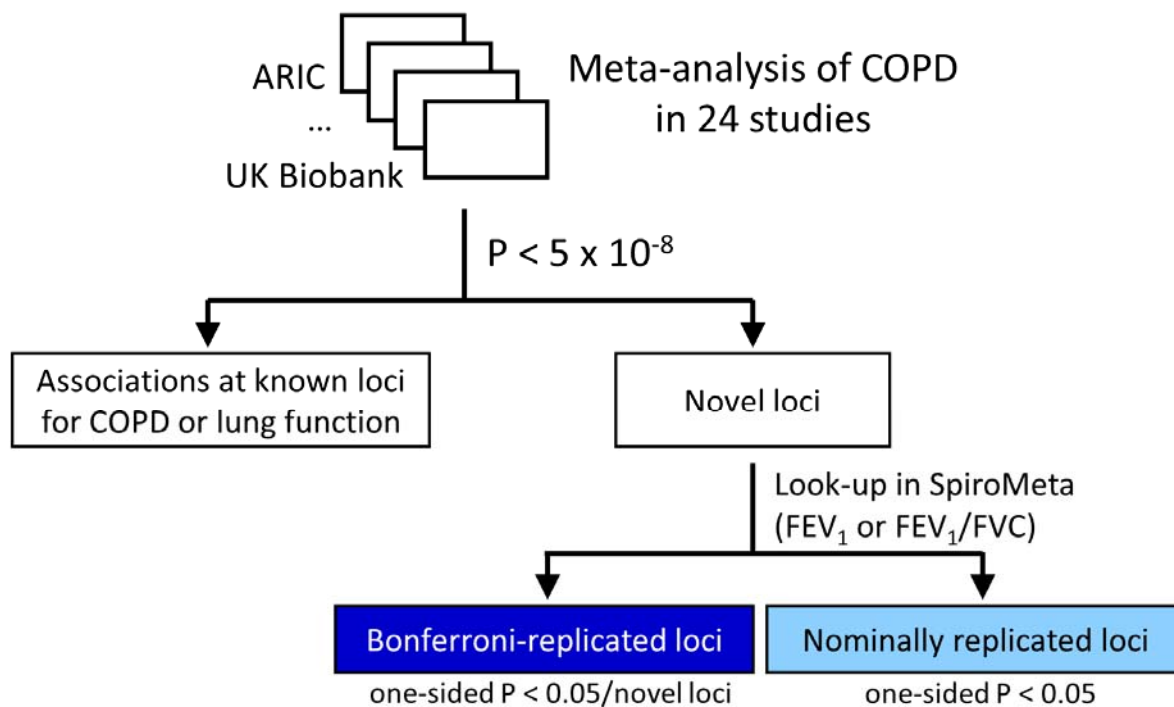 ARIC
...
UK Biobank
Meta-analysis of COPD
in 24 studies
P < 5 x 10⁻⁸
Associations at known loci
for COPD or lung function
Novel loci
Look-up in SpiroMeta
(FEV₁ or FEV₁/FVC)
Bonferroni-replicated loci
Nominally replicated loci
one-sided P < 0.05/novel loci
one-sided P < 0.05